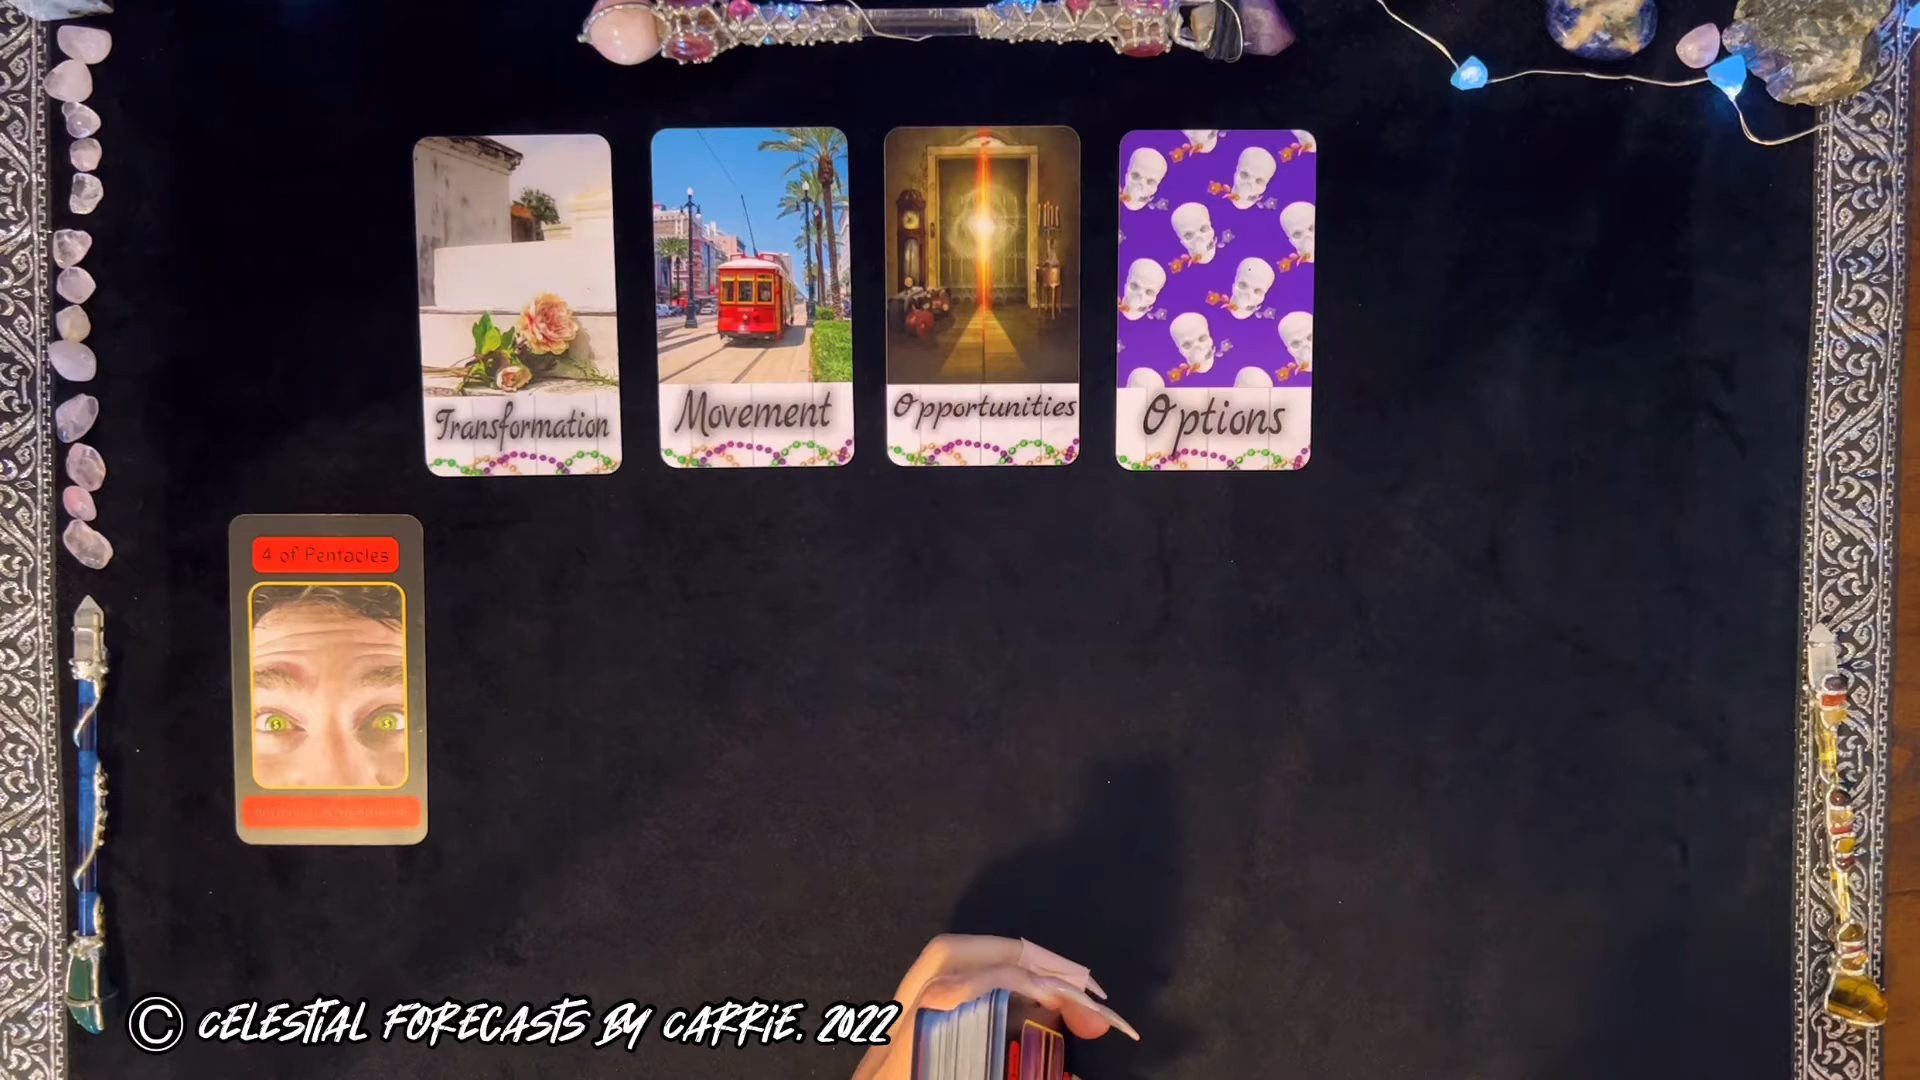 Transformation
Movement
Opportunities
Options
4 of Pentacles
© CELESTIAL FORECASTS BY CARRIE. 2022